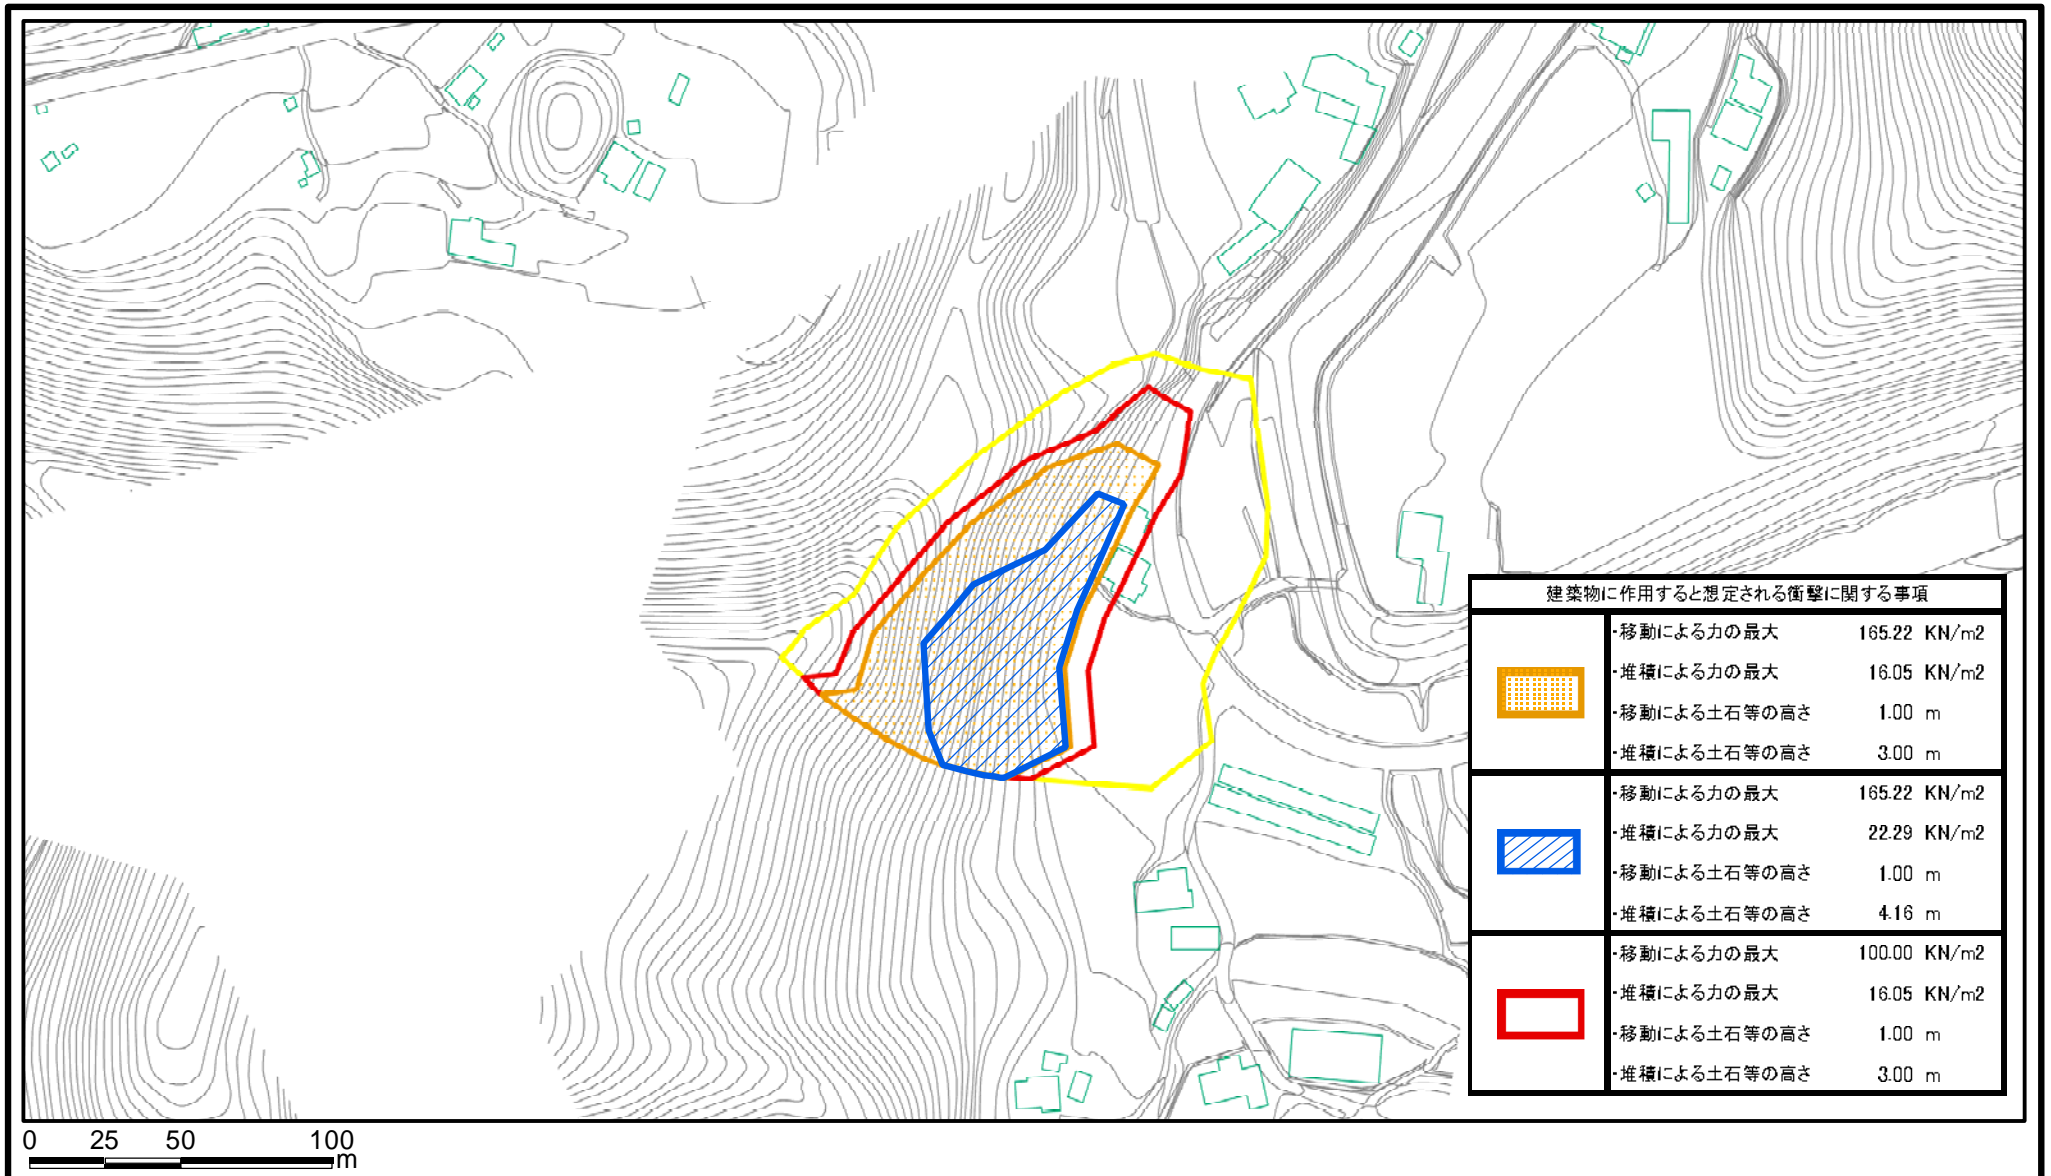 建築物に作用すると想定される衝撃に関する事項
・移動による力の最大 165.22 KN/m2
・堆積による力の最大 16.05 KN/m2
・移動による土石等の高さ 1.00 m
・堆積による土石等の高さ 3.00 m
・移動による力の最大 165.22 KN/m2
・堆積による力の最大 22.29 KN/m2
・移動による土石等の高さ 1.00 m
・堆積による土石等の高さ 4.16 m
・移動による力の最大 100.00 KN/m2
・堆積による力の最大 16.05 KN/m2
・移動による土石等の高さ 1.00 m
・堆積による土石等の高さ 3.00 m
0 25 50 100
m